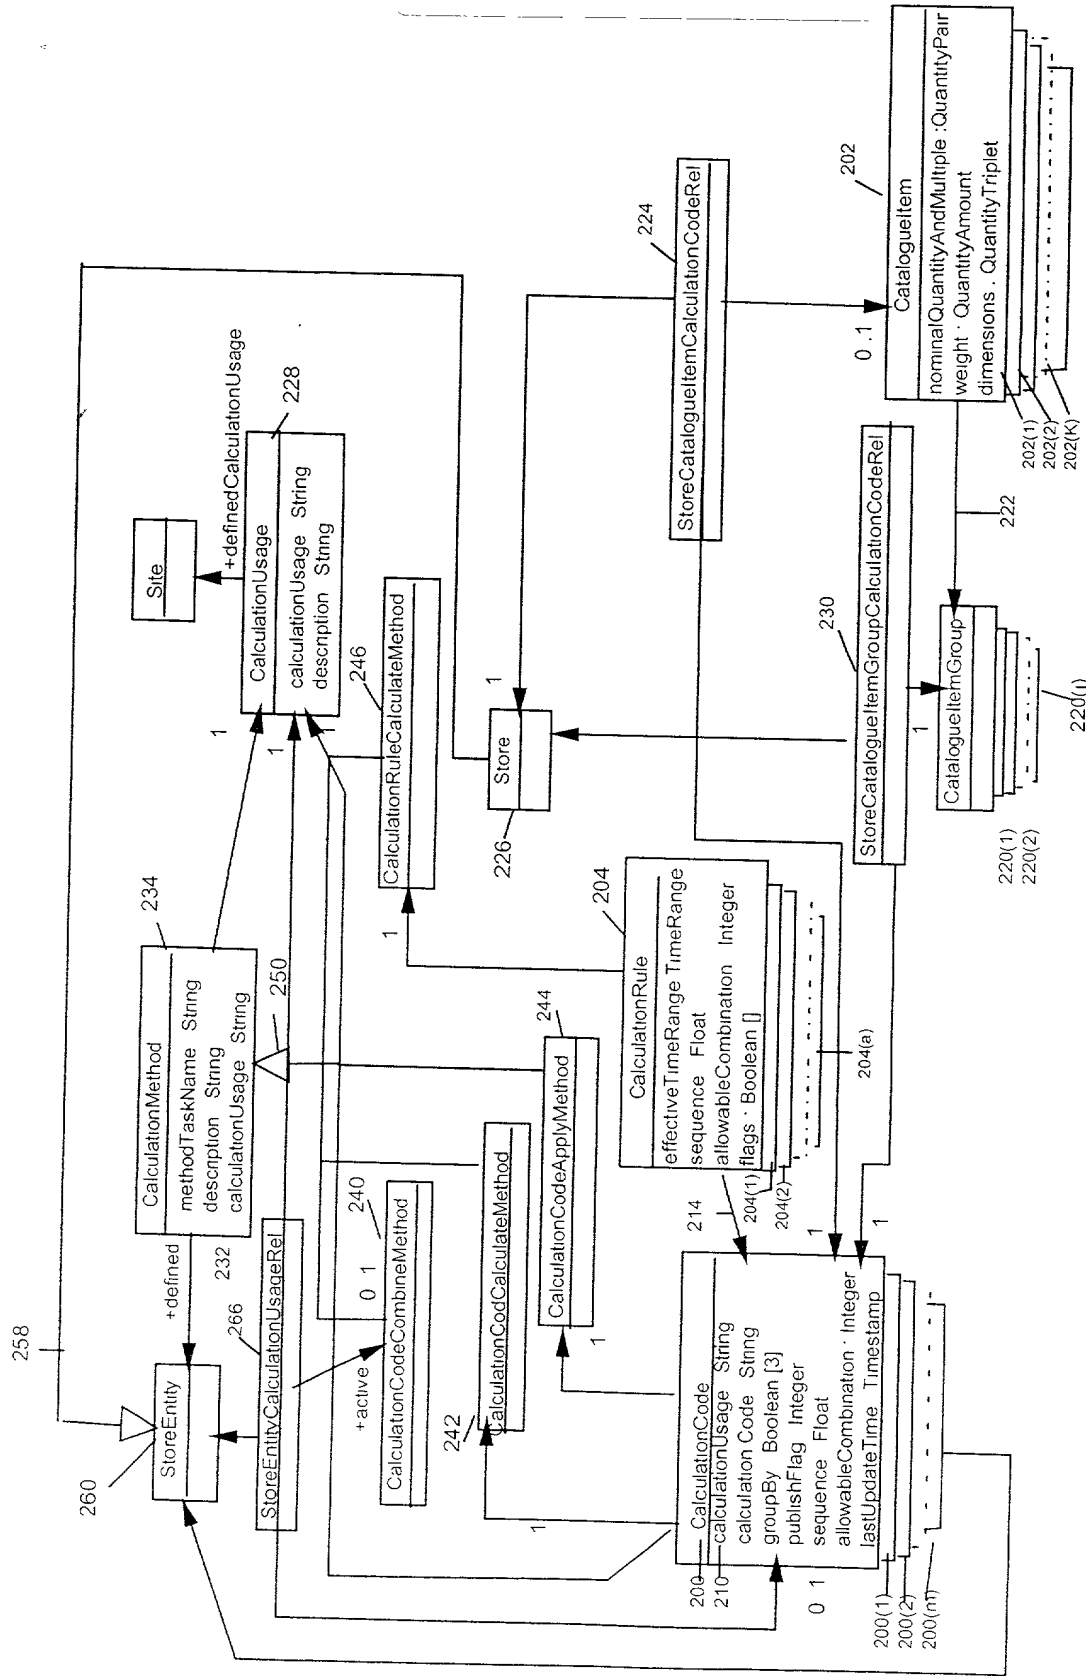 258
260
StoreEntity
+defined
232
266
StoreEntityCalculationUsageRel
CalculationMethod
methodTaskName String
description String
calculationUsage String
234
250
Site
+definedCalculationUsage
CalculationUsage
calculationUsage String
description String
228
1
1
1
+active
0 1
240
CalculationCodeCombineMethod
242
CalculationCodCalculateMethod
1
244
CalculationCodeApplyMethod
1
246
CalculationRuleCalculateMethod
1
Store
226
1
204
CalculationRule
effectiveTimeRange TimeRange
sequence Float
allowableCombination Integer
flags · Boolean []
204(1)
204(2)
204(a)
214
224
StoreCatalogueItemCalculationCodeRel
0 .1
202
CatalogueItem
nominalQuantityAndMultiple :QuantityPair
weight · QuantityAmount
dimensions . QuantityTriplet
202(1)
202(2)
202(K)
222
230
StoreCatalogueItemGroupCalculationCodeRel
1
CatalogueItemGroup
220(1)
220(2)
220(j)
200
210
CalculationCode
calculationUsage String
calculation Code String
groupBy Boolean [3]
publishFlag Integer
sequence Float
allowableCombination · Integer
lastUpdateTime Timestamp
0 1
1
1
200(1)
200(2)
200(m)